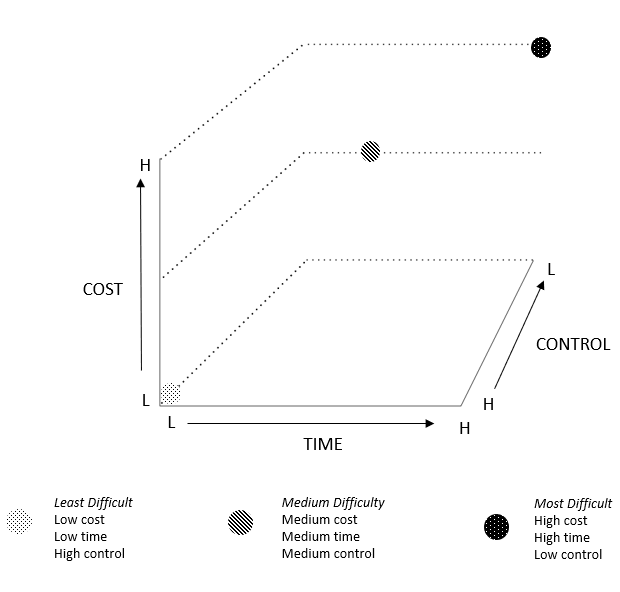 H
COST
L
L
TIME
H
H
CONTROL
L
Least Difficult
Low cost
Low time
High control
Medium Difficulty
Medium cost
Medium time
Medium control
Most Difficult
High cost
High time
Low control